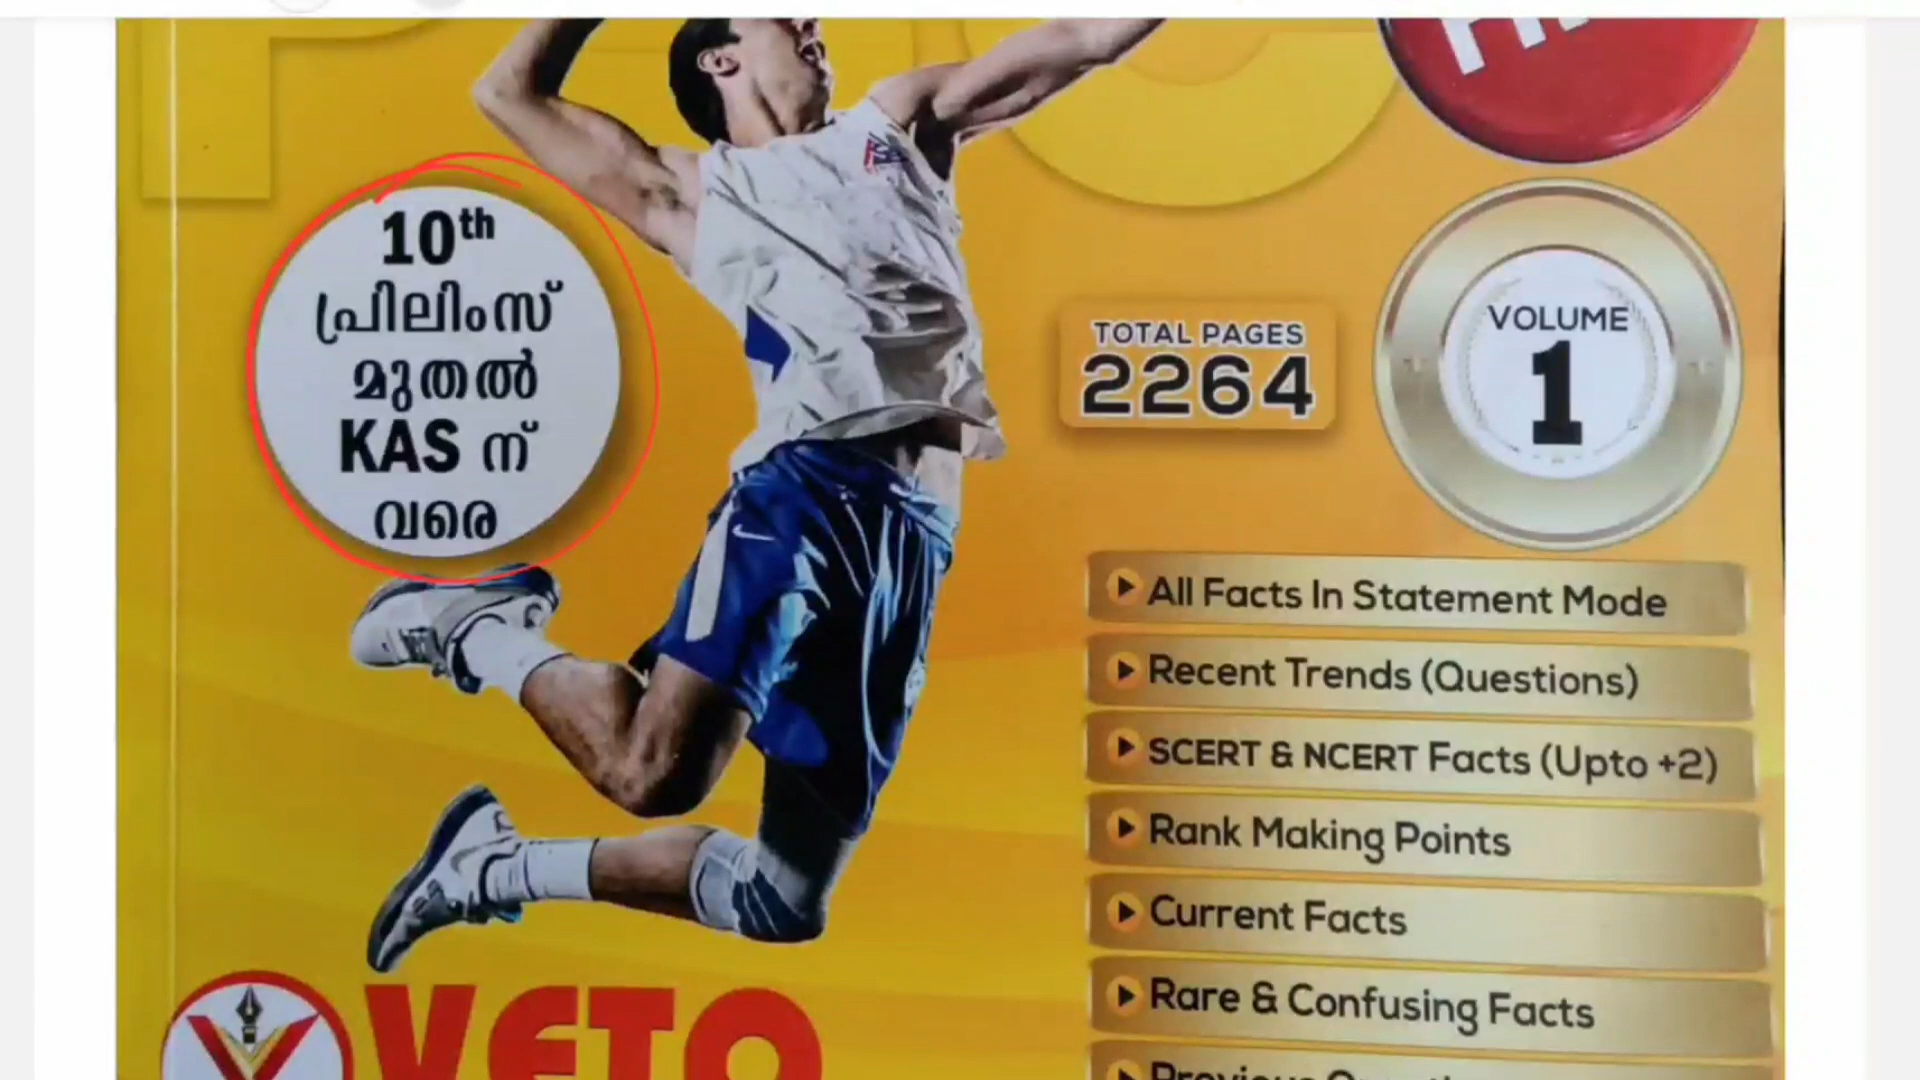 10th
പ്രിലിംസ്
മുതൽ
KAS ന്
വരെ
TOTAL PAGES
2264
VOLUME
1
All Facts In Statement Mode
Recent Trends (Questions)
SCERT & NCERT Facts (Upto +2)
Rank Making Points
Current Facts
Rare & Confusing Facts
VETO